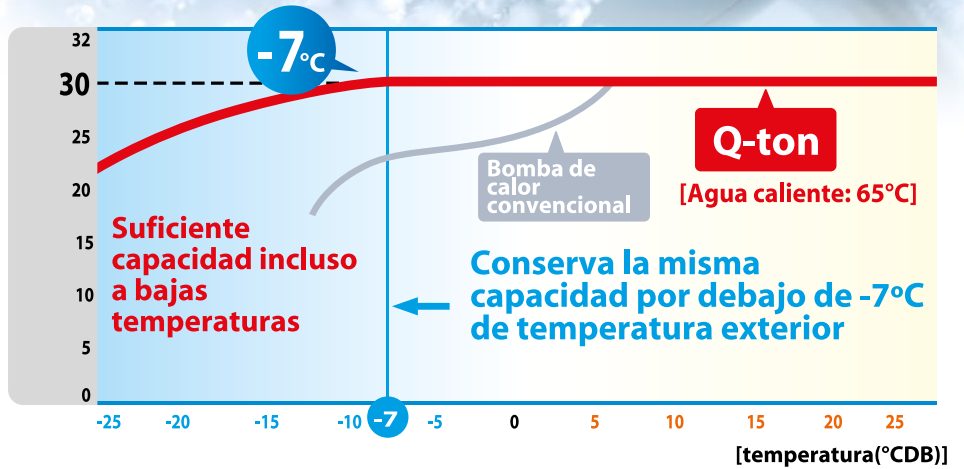 32
30
25
20
15
10
5
0
-7°C
Q-ton
[Agua caliente: 65°C]
Bomba de
calor
convencional
Suficiente
capacidad incluso
a bajas
temperaturas
Conserva la misma
capacidad por debajo de -7ºC
de temperatura exterior
-25 -20 -15 -10 -7 -5 0 5 10 15 20 25
[temperatura(°CDB)]